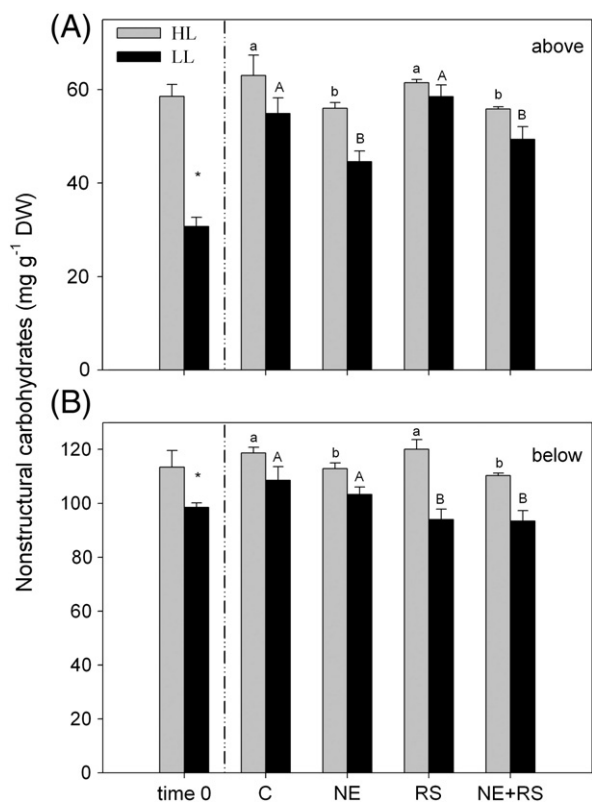 (A)
HL
LL
above
a
A
b
B
a
A
b
B
*
60
40
20
0
Nonstructural carbohydrates (mg g⁻¹ DW)
(B)
below
a
A
b
A
a
B
b
B
*
120
100
80
60
40
20
0
time 0 C NE RS NE+RS